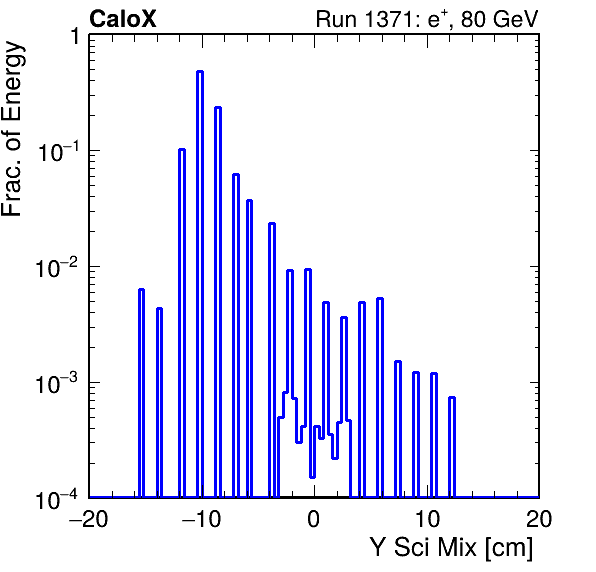 CaloX Run 1371: e⁺, 80 GeV
Frac. of Energy
1
10⁻¹
10⁻²
10⁻³
10⁻⁴
−20 −10 0 10 20
Y Sci Mix [cm]